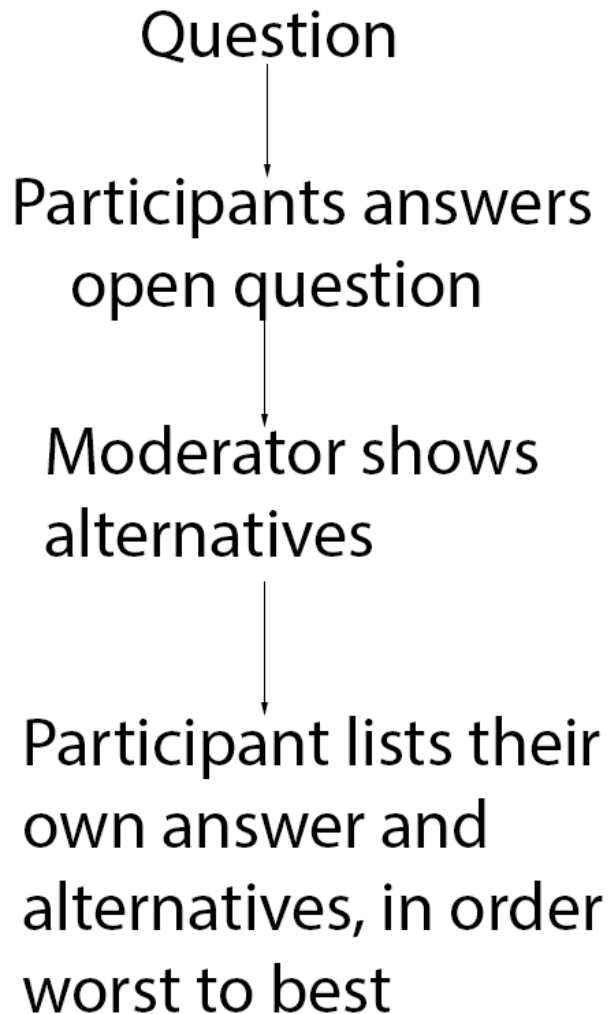 Question
Participants answers
open question
Moderator shows
alternatives
Participant lists their
own answer and
alternatives, in order
worst to best